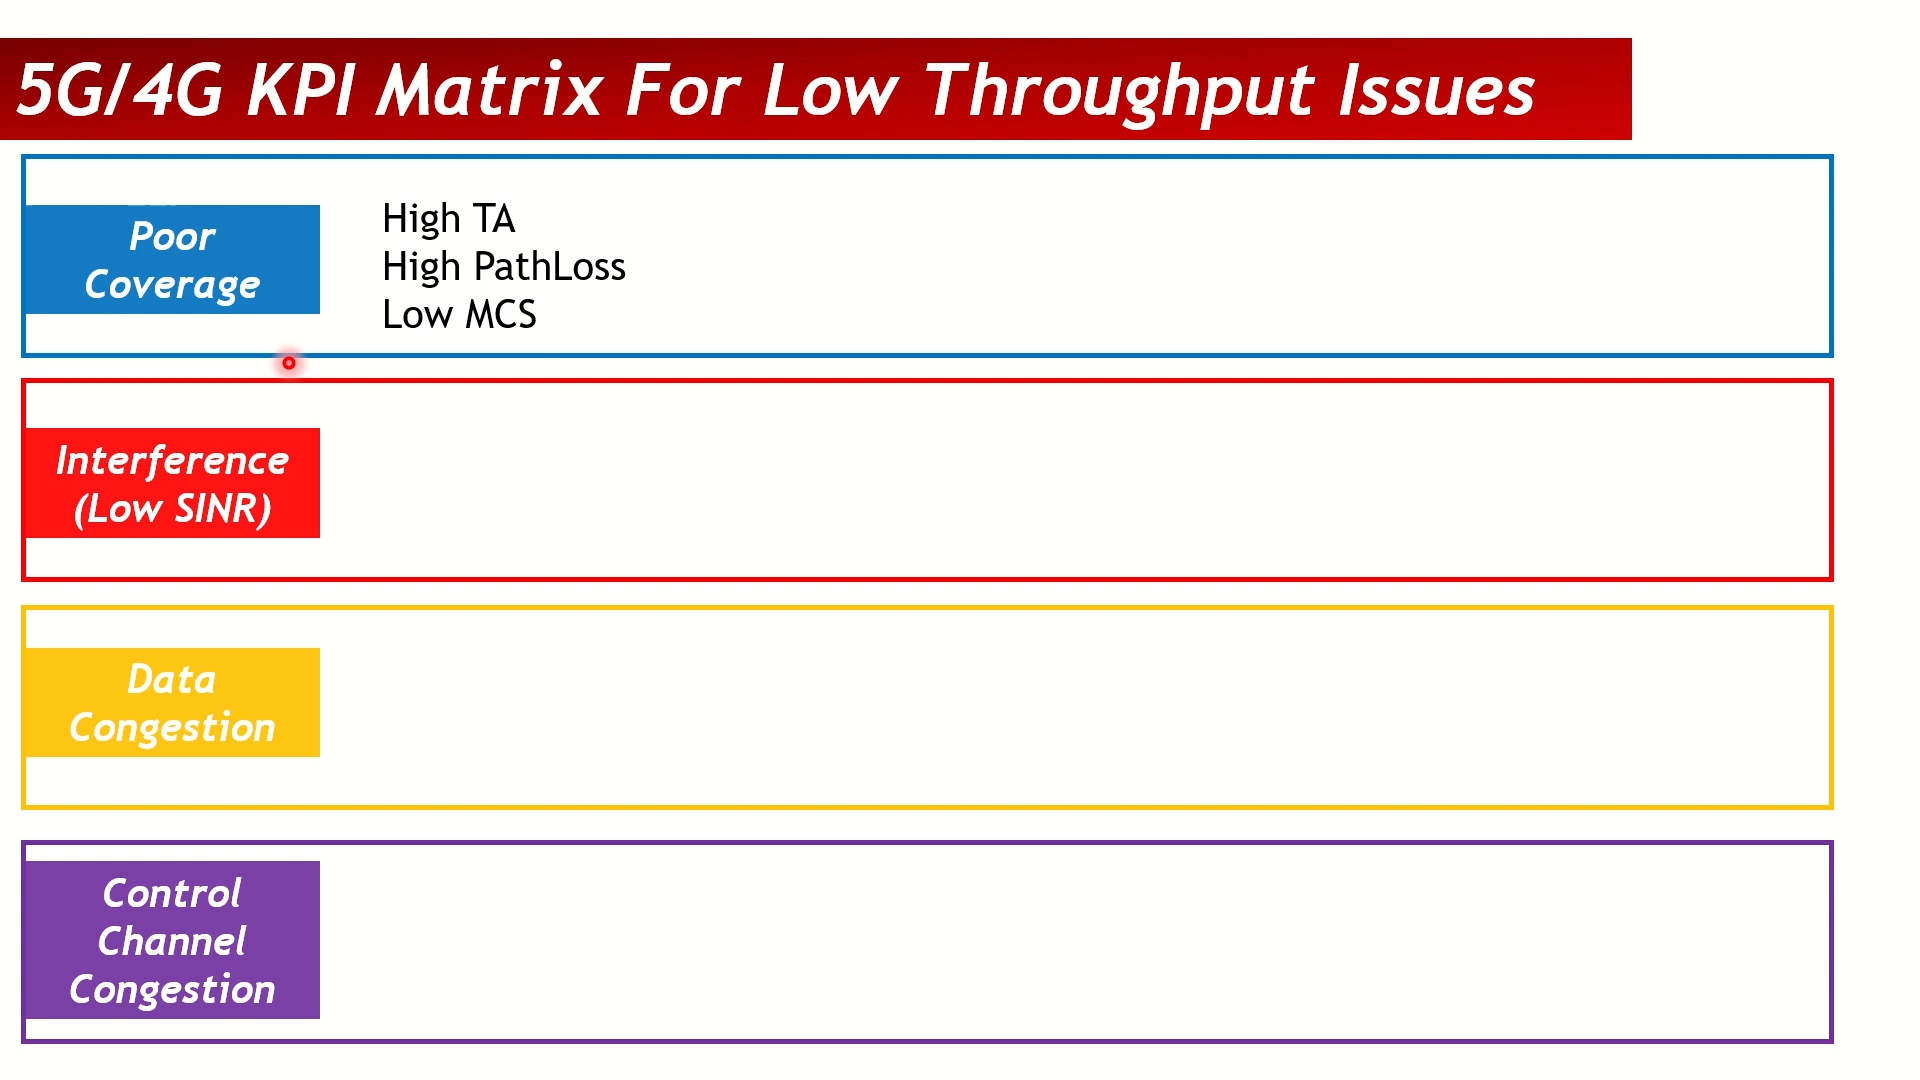 5G/4G KPI Matrix For Low Throughput Issues
Poor
Coverage
High TA
High PathLoss
Low MCS
Interference
(Low SINR)
Data
Congestion
Control
Channel
Congestion